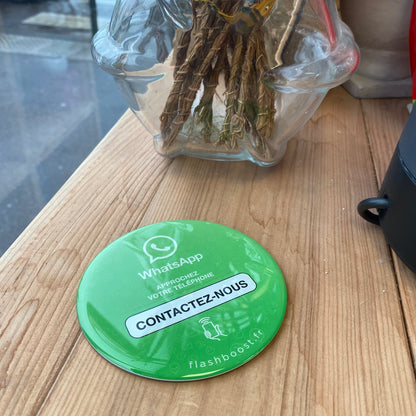 WhatsApp
APPROCHEZ
VOTRE TÉLÉPHONE
CONTACTEZ-NOUS
flashboost.fr